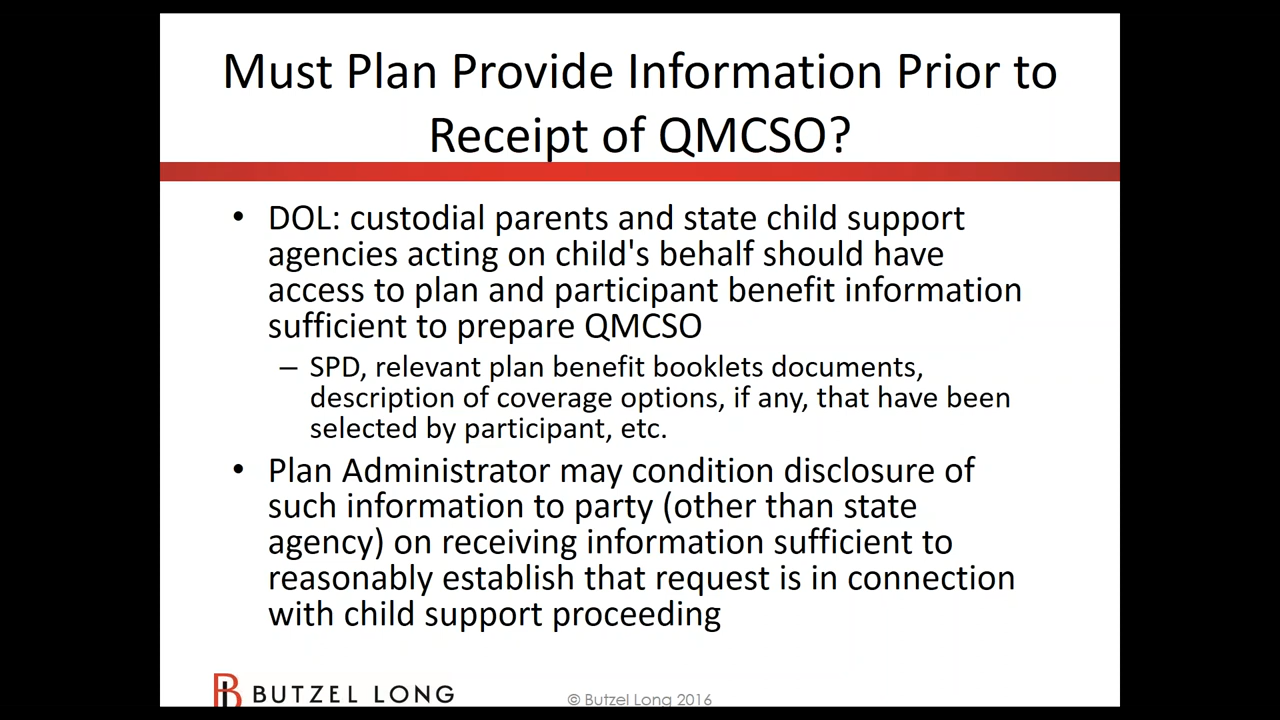 Must Plan Provide Information Prior to
Receipt of QMCSO?
• DOL: custodial parents and state child support
agencies acting on child's behalf should have
access to plan and participant benefit information
sufficient to prepare QMCSO
– SPD, relevant plan benefit booklets documents,
description of coverage options, if any, that have been
selected by participant, etc.
• Plan Administrator may condition disclosure of
such information to party (other than state
agency) on receiving information sufficient to
reasonably establish that request is in connection
with child support proceeding
BUTZEL LONG
© Butzel Long 2016